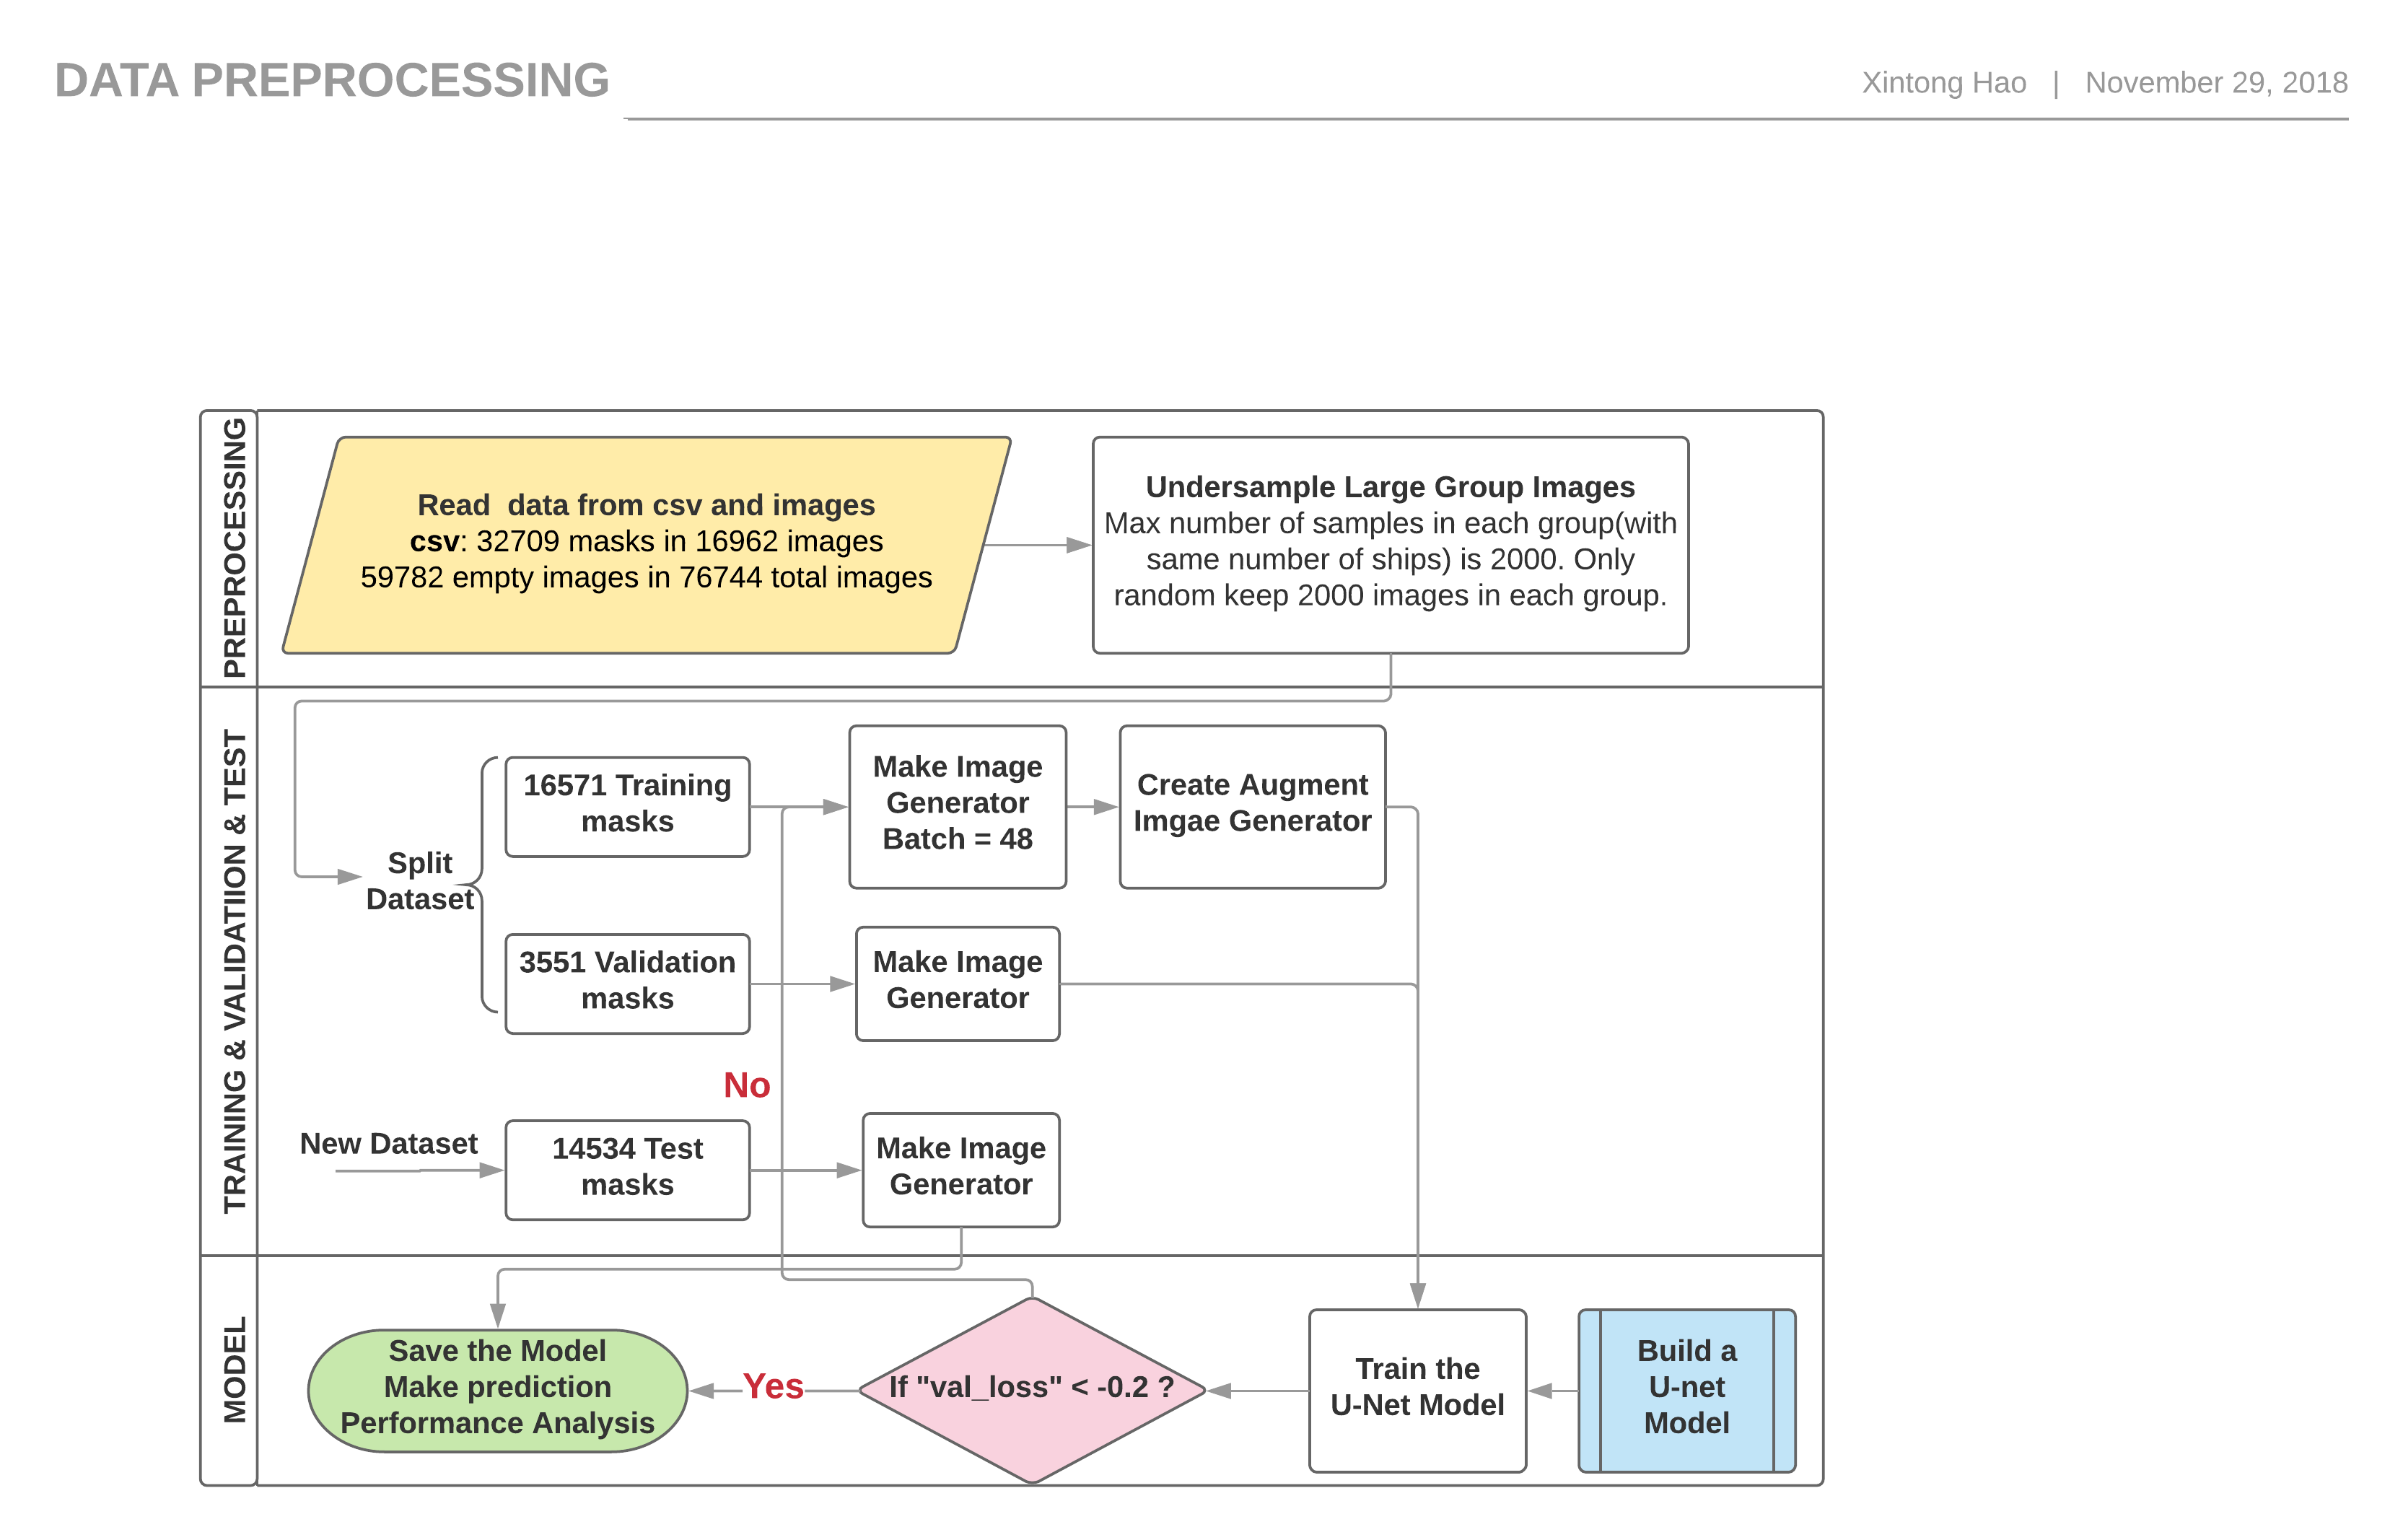 DATA PREPROCESSING
Xintong Hao | November 29, 2018
PREPROCESSING
Read  data from csv and images
csv: 32709 masks in 16962 images
59782 empty images in 76744 total images
Undersample Large Group Images
Max number of samples in each group(with
same number of ships) is 2000. Only
random keep 2000 images in each group.
TRAINING & VALIDATIION & TEST
Split
Dataset
16571 Training
masks
Make Image
Generator
Batch = 48
Create Augment
Imgae Generator
3551 Validation
masks
Make Image
Generator
No
New Dataset
14534 Test
masks
Make Image
Generator
MODEL
Save the Model
Make prediction
Performance Analysis
Yes
If "val_loss" < -0.2 ?
Train the
U-Net Model
Build a
U-net
Model